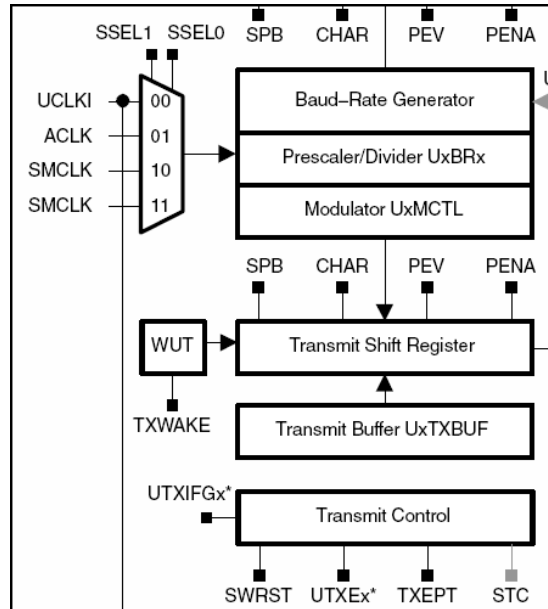 SSEL1 SSEL0 SPB CHAR PEV PENA
UCLKI 00 Baud–Rate Generator U
ACLK 01
SMCLK 10 Prescaler/Divider UxBRx
SMCLK 11 Modulator UxMCTL
SPB CHAR PEV PENA
WUT Transmit Shift Register
TXWAKE Transmit Buffer UxTXBUF
UTXIFGx*
Transmit Control
SWRST UTXEx* TXEPT STC